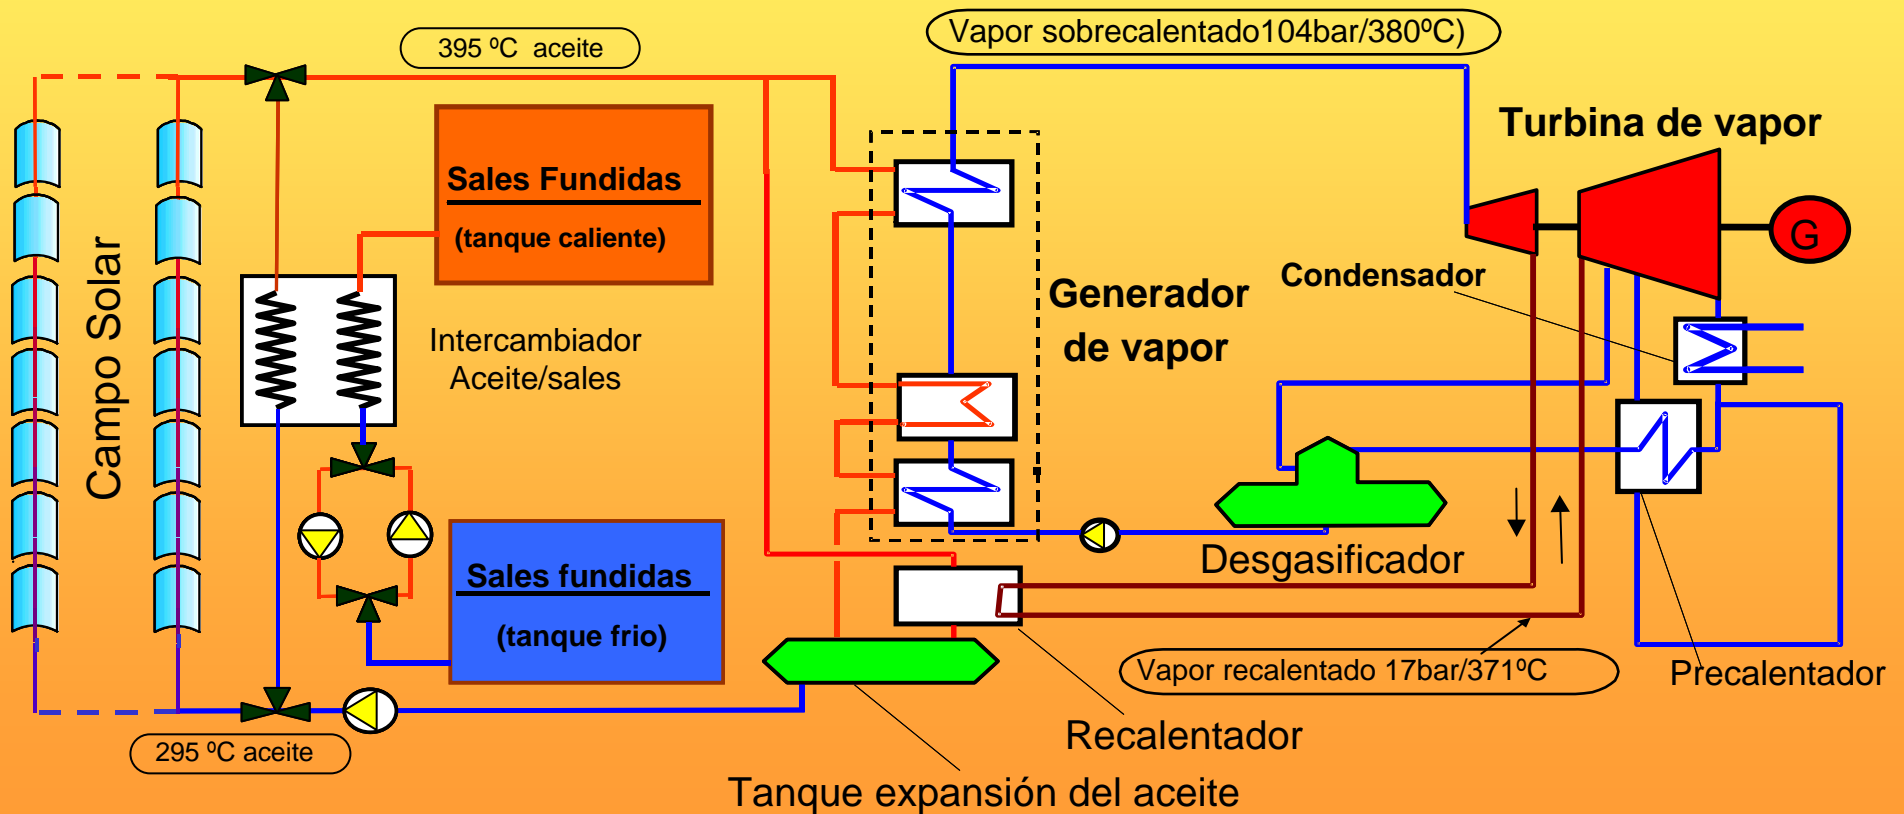 395 ºC aceite
Vapor sobrecalentado104bar/380ºC)
Turbina de vapor
Sales Fundidas
(tanque caliente)
Campo Solar
G
Condensador
Generador
de vapor
Intercambiador
Aceite/sales
Desgasificador
Sales fundidas
(tanque frio)
Vapor recalentado 17bar/371ºC
Precalentador
Recalentador
295 ºC aceite
Tanque expansión del aceite